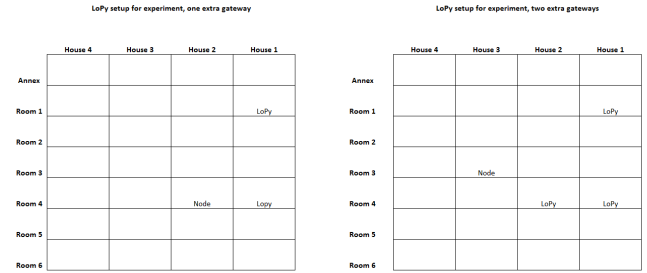 LoPy setup for experiment, one extra gateway
House 4 House 3 House 2 House 1
Annex
Room 1 LoPy
Room 2
Room 3
Room 4 Node Lopy
Room 5
Room 6
LoPy setup for experiment, two extra gateways
House 4 House 3 House 2 House 1
Annex
Room 1 LoPy
Room 2
Room 3 Node
Room 4 LoPy LoPy
Room 5
Room 6